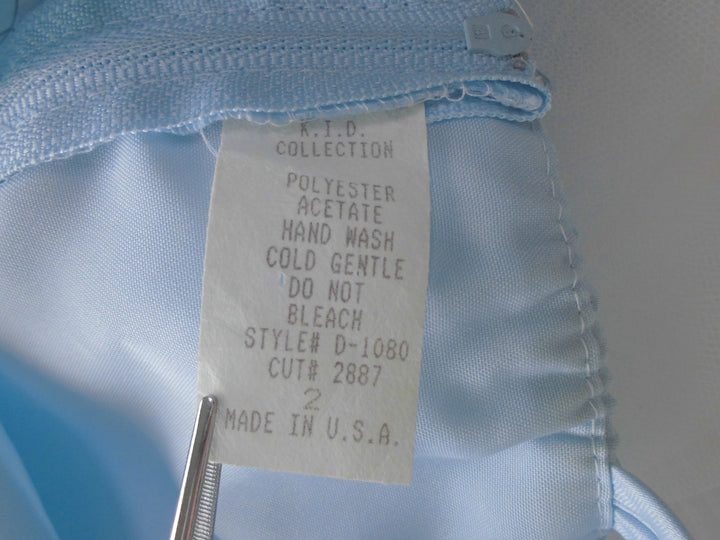 K.I.D.
COLLECTION
POLYESTER
ACETATE
HAND WASH
COLD GENTLE
DO NOT
BLEACH
STYLE# D-1080
CUT# 2887
2
MADE IN U.S.A.